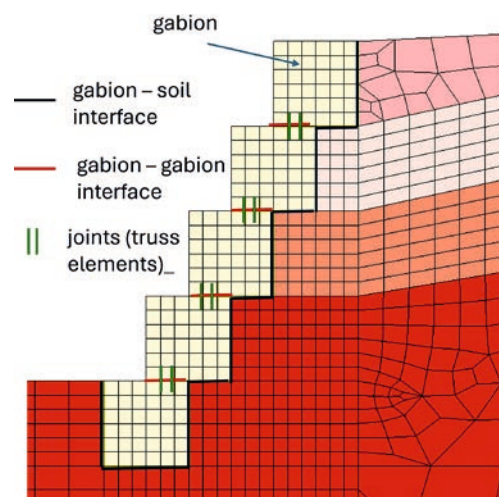 gabion
gabion – soil
interface
gabion – gabion
interface
joints (truss
elements)_